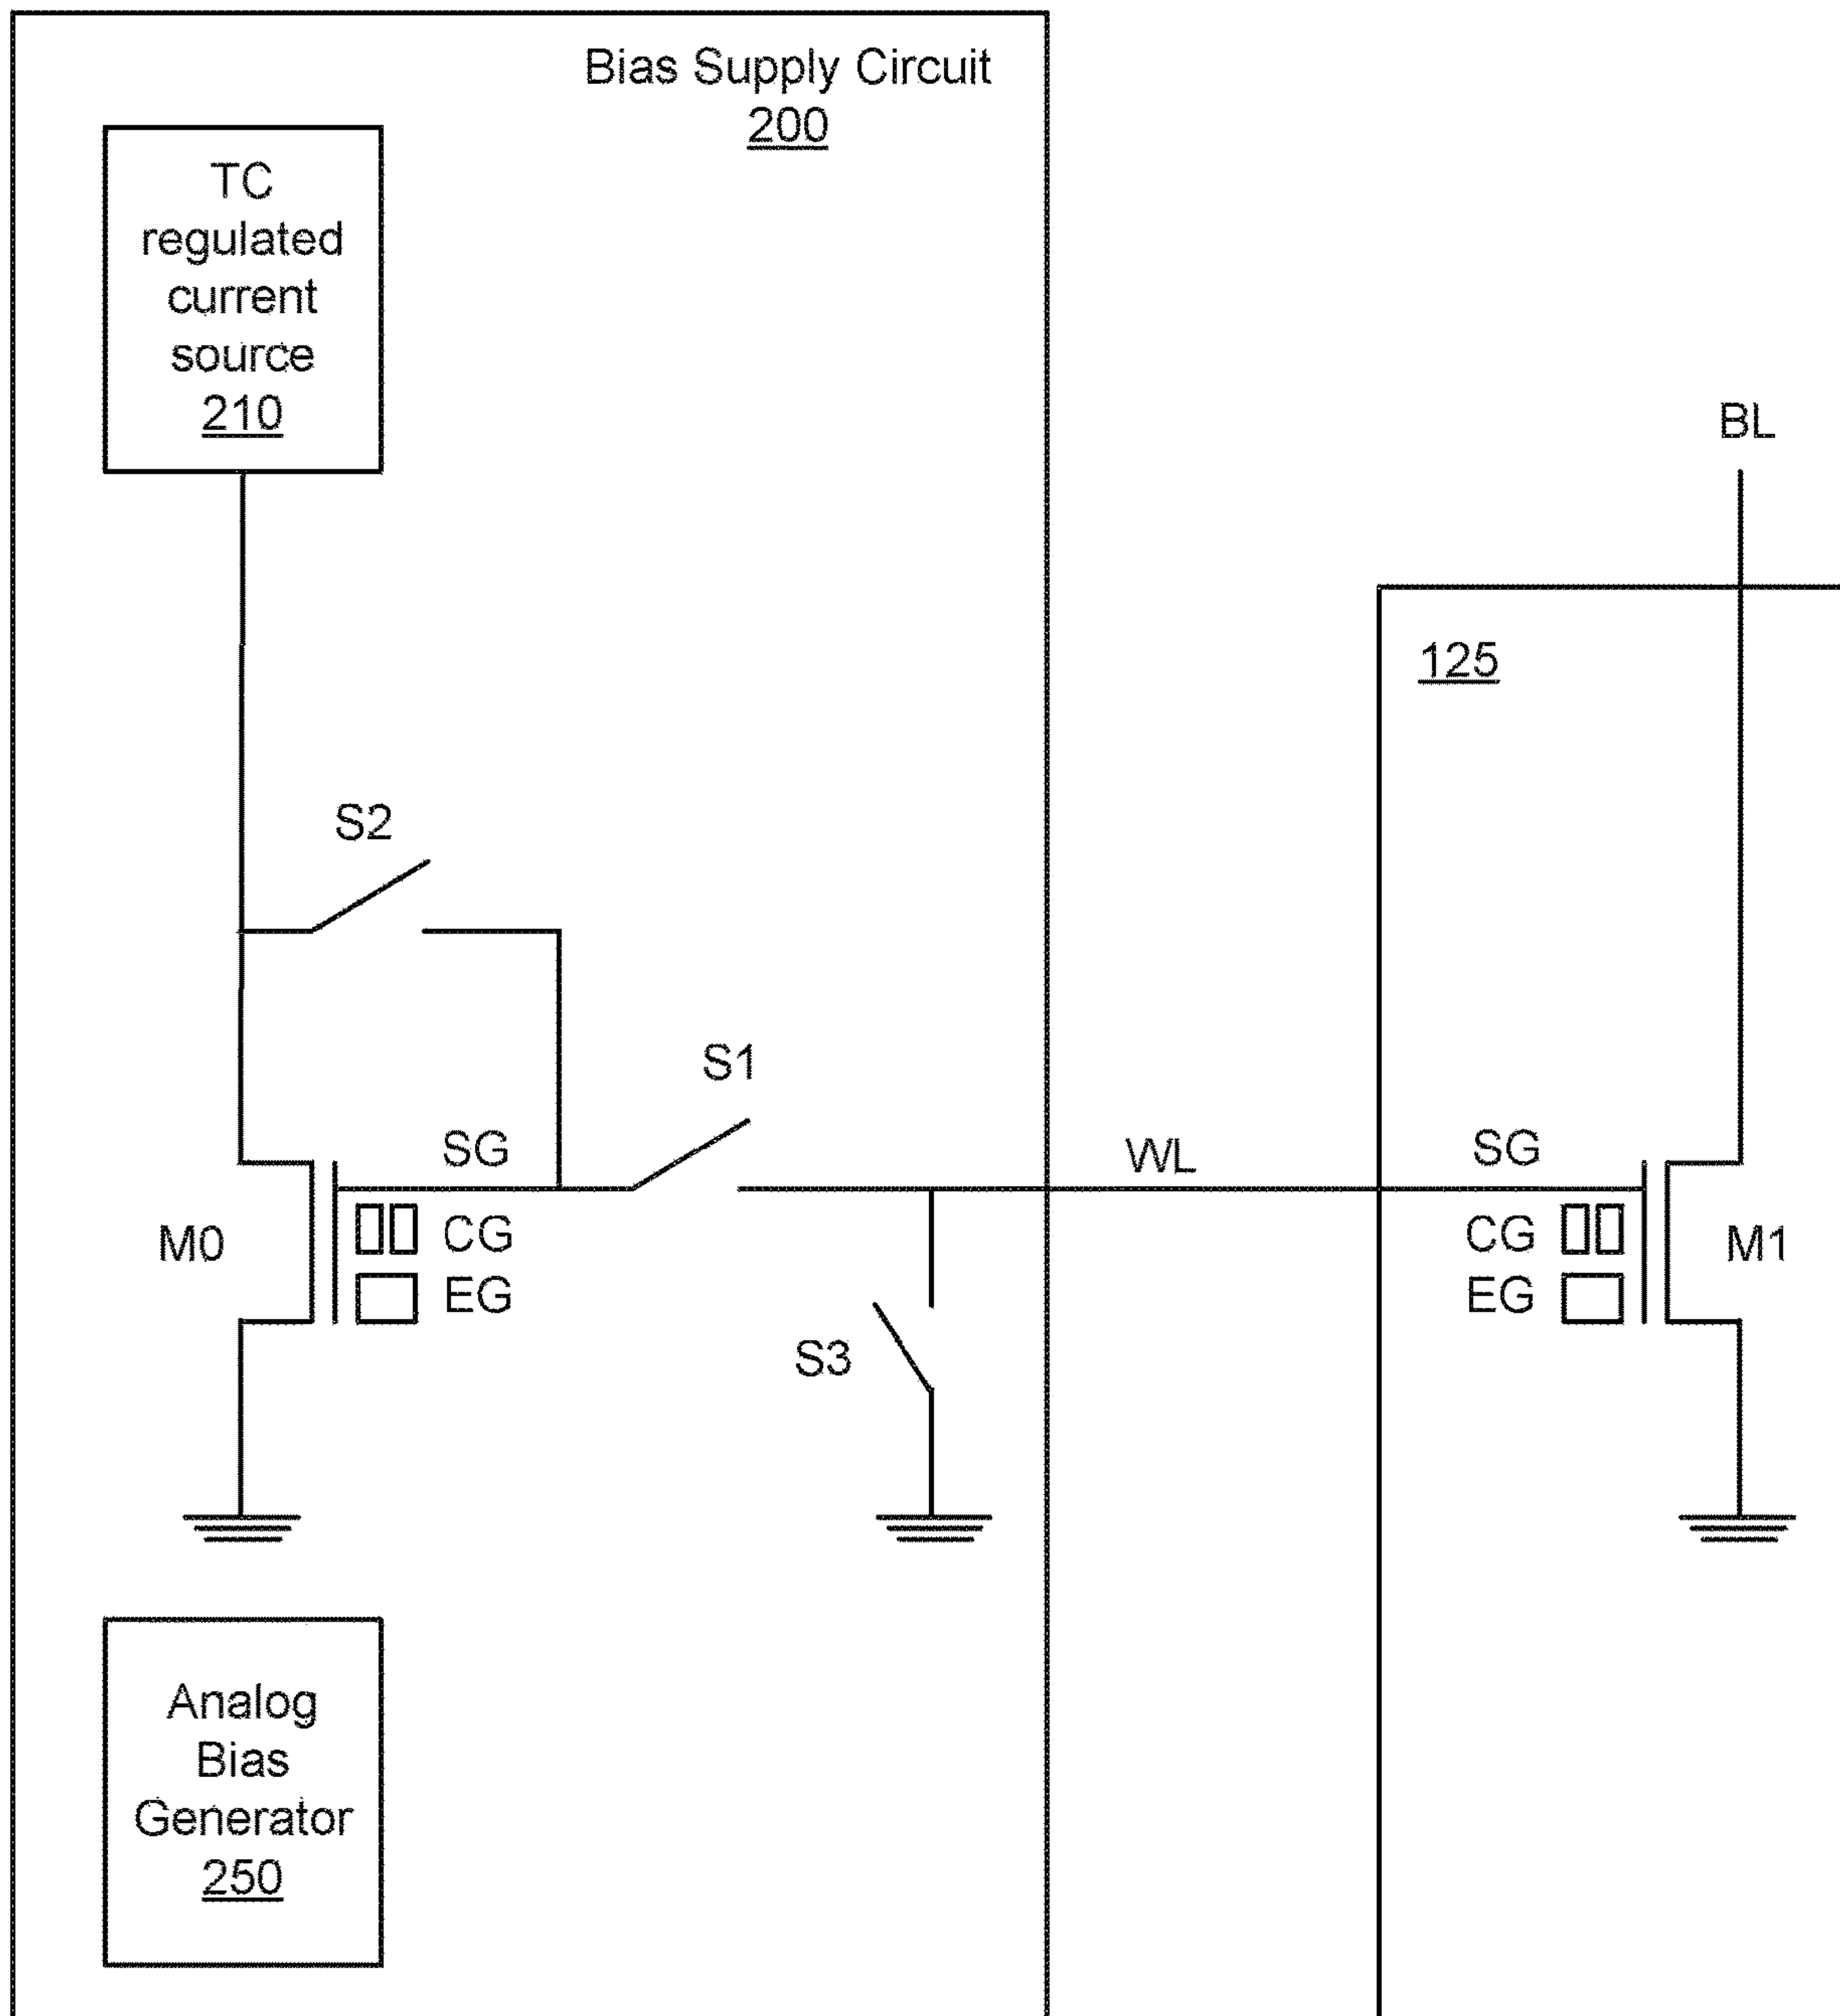 Bias Supply Circuit
200
TC
regulated
current
source
210
BL
125
S2
S1
SG
WL
SG
M0
CG
CG
M1
EG
EG
S3
Analog
Bias
Generator
250